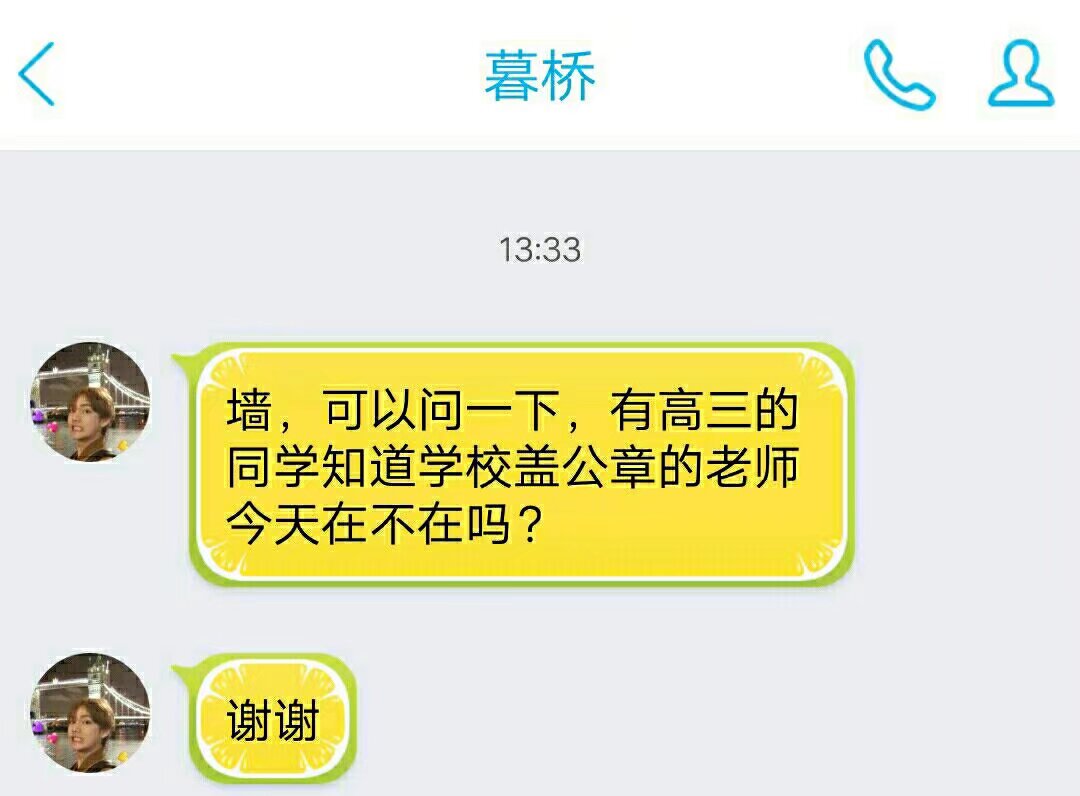 暮桥
13:33
墙，可以问一下，有高三的
同学知道学校盖公章的老师
今天在不在吗？
谢谢